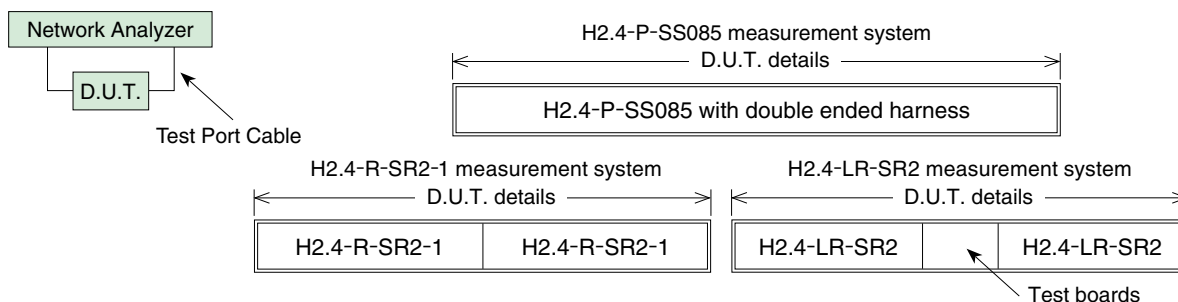 Network Analyzer
D.U.T.
Test Port Cable
H2.4-P-SS085 measurement system
D.U.T. details
H2.4-P-SS085 with double ended harness
H2.4-R-SR2-1 measurement system
D.U.T. details
H2.4-R-SR2-1
H2.4-R-SR2-1
H2.4-LR-SR2 measurement system
D.U.T. details
H2.4-LR-SR2
H2.4-LR-SR2
Test boards